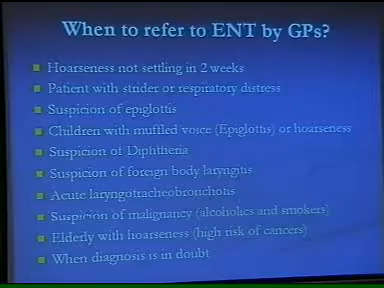 When to refer to ENT by GPs?
Hoarseness not settling in 2 weeks
Patient with strider or respiratory distress
Suspicion of epiglottis
Children with muffled voice (Epiglottis) or hoarseness
Suspicion of Diphtheria
Suspicion of foreign body laryngitis
Acute laryngotracheobronchotis
Suspicion of malignancy (alcoholics and smokers)
Elderly with hoarseness (high risk of cancers)
When diagnosis is in doubt